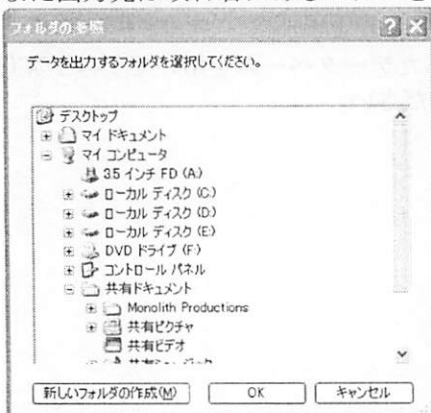 フォルダの参照
データを出力するフォルダを選択してください。
デスクトップ
マイ ドキュメント
マイ コンピュータ
3.5 インチ FD (A:)
ローカル ディスク (C:)
ローカル ディスク (D:)
ローカル ディスク (E:)
DVD ドライブ (F:)
コントロール パネル
共有ドキュメント
Monolith Productions
共有ピクチャ
共有ビデオ
新しいフォルダの作成(M) OK キャンセル